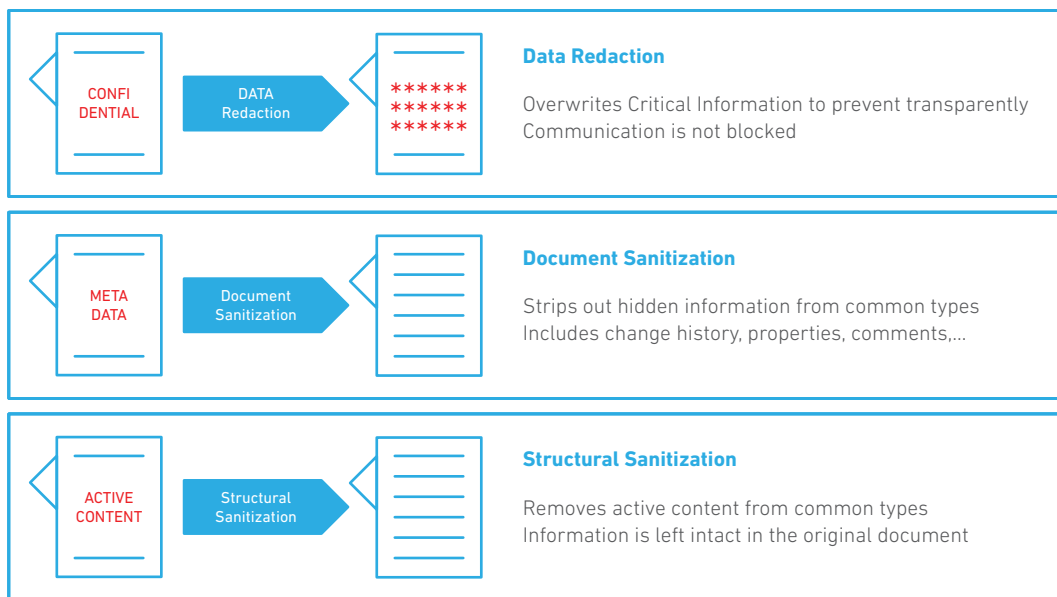 CONFI
DENTIAL
DATA
Redaction
******
******
******
Data Redaction
Overwrites Critical Information to prevent transparently
Communication is not blocked
META
DATA
Document
Sanitization
Document Sanitization
Strips out hidden information from common types
Includes change history, properties, comments,...
ACTIVE
CONTENT
Structural
Sanitization
Structural Sanitization
Removes active content from common types
Information is left intact in the original document